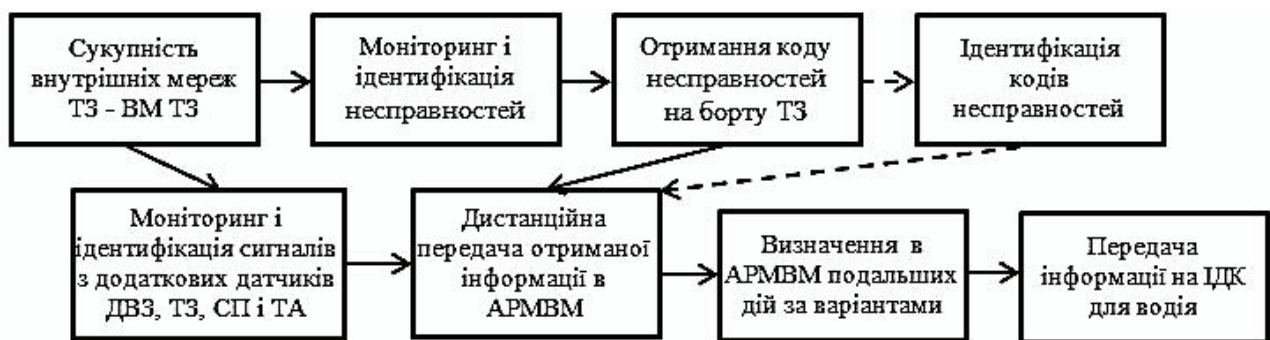 Сукупність
внутрішніх мереж
ТЗ – ВМ ТЗ
Моніторинг і
ідентифікація
несправностей
Отримання коду
несправностей
на борту ТЗ
Ідентифікація
кодів
несправностей
Моніторинг і
ідентифікація сигналів
з додаткових датчиків
ДВЗ, ТЗ, СП і ТА
Дистанційна
передача отриманої
інформації в
АРМВМ
Визначення в
АРМВМ подальших
дій за варіантами
Передача
інформації на ІДК
для водія